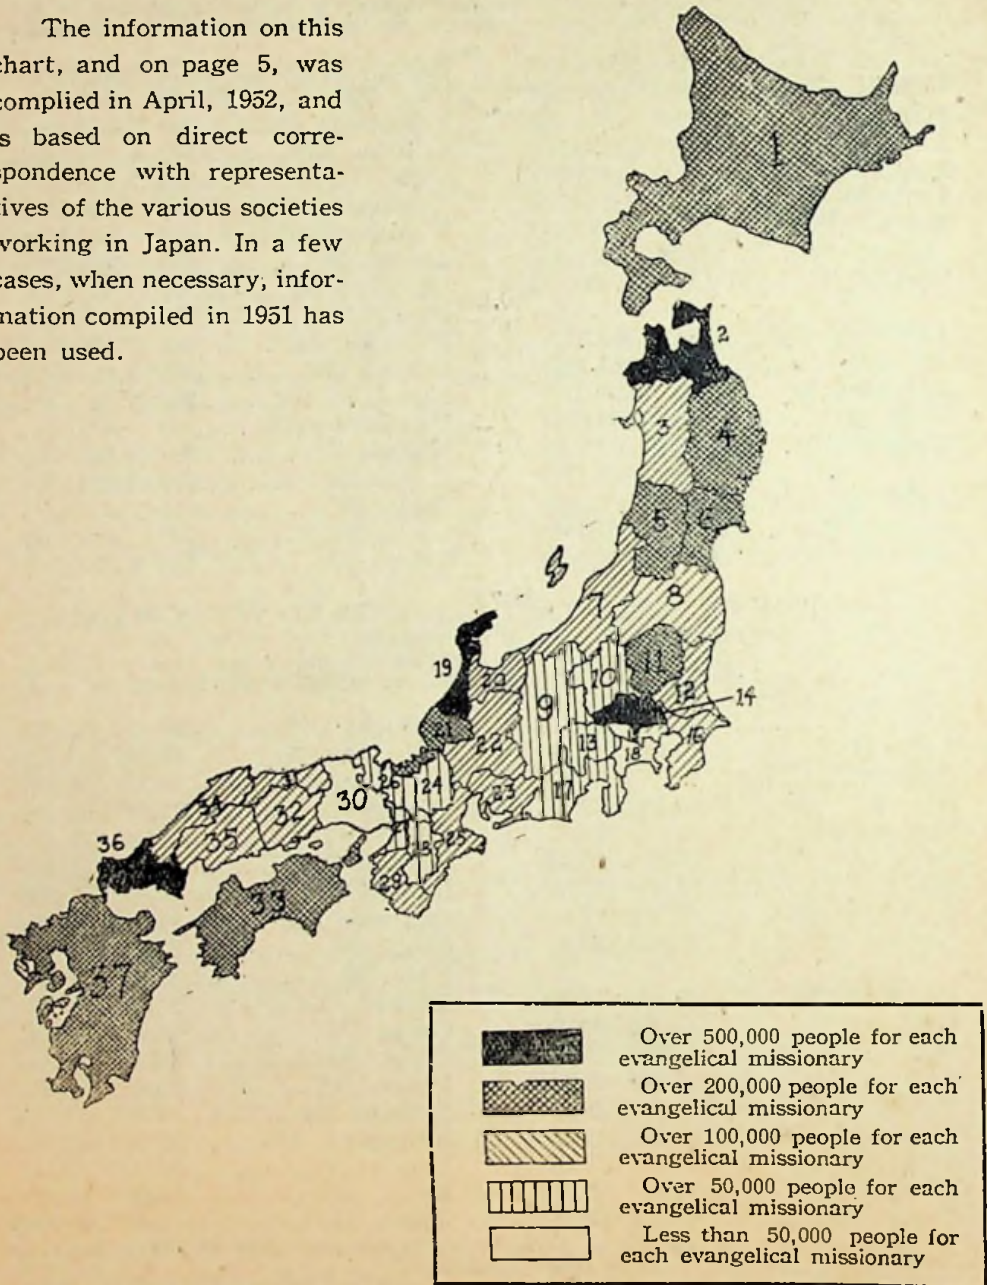 The information on this
chart, and on page 5, was
complied in April, 1952, and
s based on direct corre-
spondence with representa-
tives of the various societies
working in Japan. In a few
cases, when necessary, infor-
mation compiled in 1951 has
been used.
1
2
3
4
5
6
7
8
19
20
9
10
11
12
14
21
22
13
18
16
30
24
23
17
31
34
32
35
25
29
36
33
37
Over 500,000 people for each
evangelical missionary
Over 200,000 people for each
evangelical missionary
Over 100,000 people for each
evangelical missionary
Over 50,000 people for each
evangelical missionary
Less than 50,000 people for
each evangelical missionary